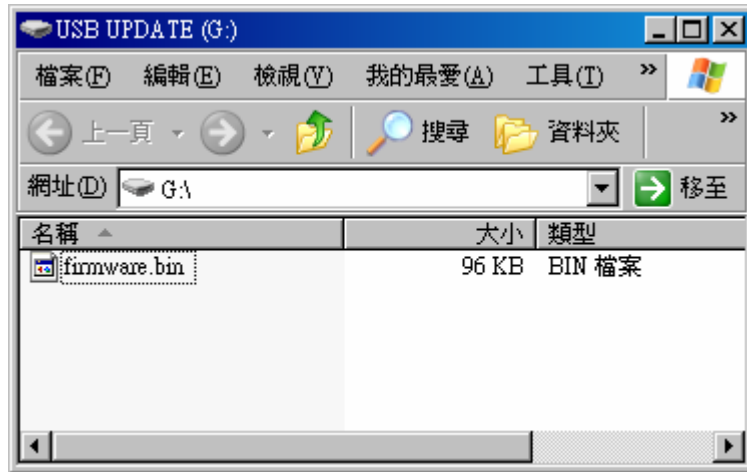 USB UPDATE (G:)
檔案(F) 編輯(E) 檢視(V) 我的最愛(A) 工具(T) »
上一頁 搜尋 資料夾 »
網址(D) G:\ 移至
名稱 大小 類型
firmware.bin 96 KB BIN 檔案